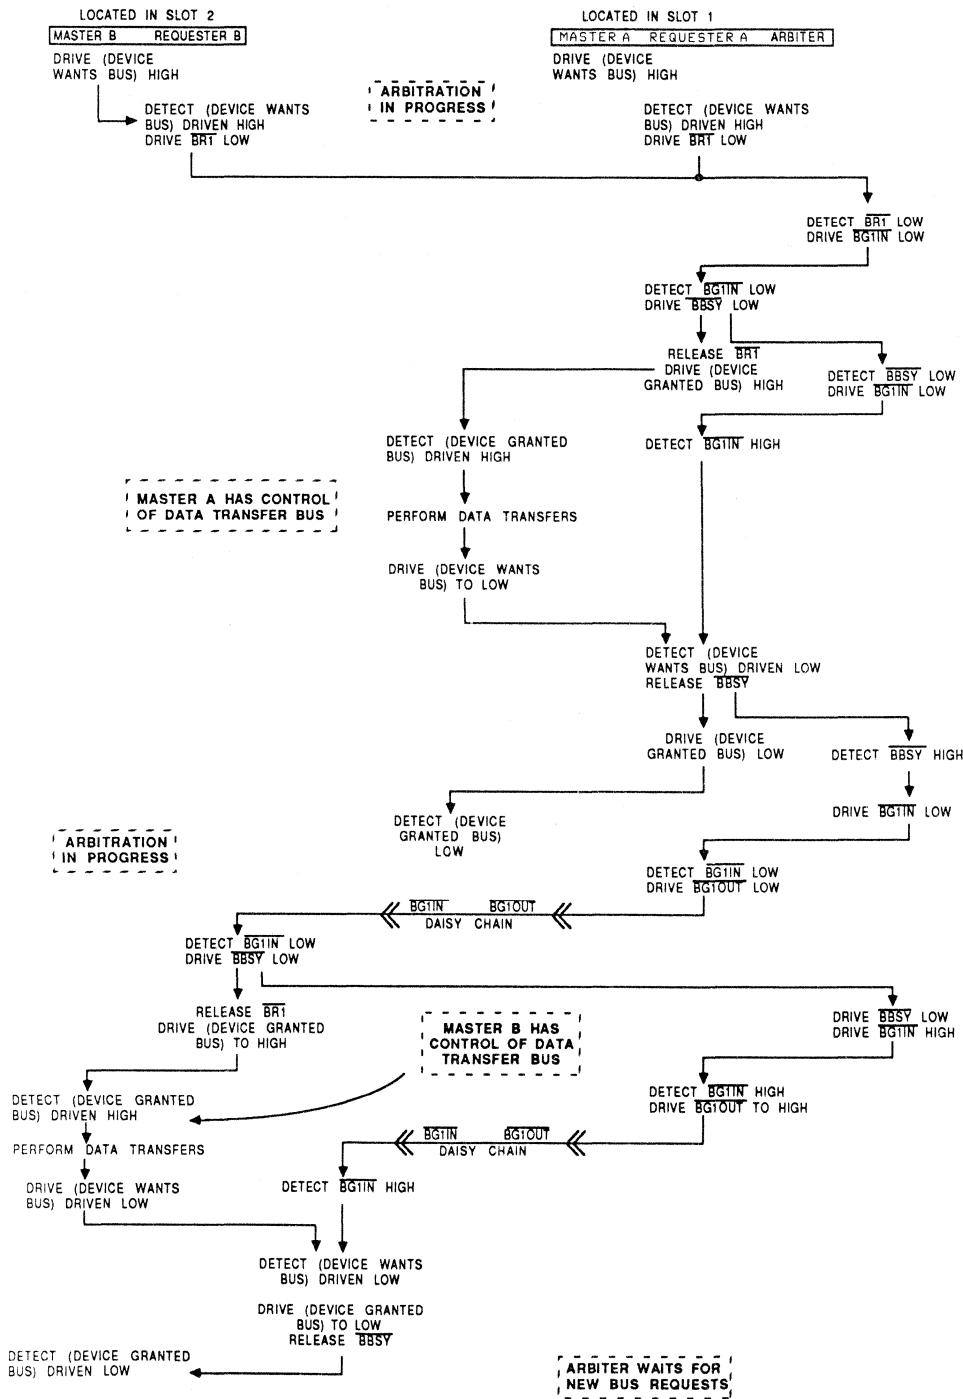 LOCATED IN SLOT 2
MASTER B REQUESTER B
DRIVE (DEVICE
WANTS BUS) HIGH
DETECT (DEVICE WANTS
BUS) DRIVEN HIGH
DRIVE BR1 LOW
ARBITRATION
IN PROGRESS
LOCATED IN SLOT 1
MASTER A REQUESTER A ARBITER
DRIVE (DEVICE
WANTS BUS) HIGH
DETECT (DEVICE WANTS
BUS) DRIVEN HIGH
DRIVE BR1 LOW
DETECT BR1 LOW
DRIVE BG1IN LOW
DETECT BG1IN LOW
DRIVE BBSY LOW
RELEASE BR1
DRIVE (DEVICE
GRANTED BUS) HIGH
DETECT BBSY LOW
DRIVE BG1IN LOW
DETECT (DEVICE GRANTED
BUS) DRIVEN HIGH
DETECT BG1IN HIGH
MASTER A HAS CONTROL
OF DATA TRANSFER BUS
PERFORM DATA TRANSFERS
DRIVE (DEVICE WANTS
BUS) TO LOW
DETECT (DEVICE
WANTS BUS) DRIVEN LOW
RELEASE BBSY
DRIVE (DEVICE
GRANTED BUS) LOW
DETECT BBSY HIGH
DRIVE BG1IN LOW
DETECT (DEVICE
GRANTED BUS)
LOW
ARBITRATION
IN PROGRESS
DETECT BG1IN LOW
DRIVE BG1OUT LOW
BG1IN BG1OUT
DAISY CHAIN
DETECT BG1IN LOW
DRIVE BBSY LOW
RELEASE BR1
DRIVE (DEVICE GRANTED
BUS) TO HIGH
MASTER B HAS
CONTROL OF DATA
TRANSFER BUS
DRIVE BBSY LOW
DRIVE BG1IN HIGH
DETECT (DEVICE GRANTED
BUS) DRIVEN HIGH
DETECT BG1IN HIGH
DRIVE BG1OUT TO HIGH
BG1IN BG1OUT
DAISY CHAIN
PERFORM DATA TRANSFERS
DRIVE (DEVICE WANTS
BUS) DRIVEN LOW
DETECT BG1IN HIGH
DETECT (DEVICE WANTS
BUS) DRIVEN LOW
DRIVE (DEVICE GRANTED
BUS) TO LOW
RELEASE BBSY
DETECT (DEVICE GRANTED
BUS) DRIVEN LOW
ARBITER WAITS FOR
NEW BUS REQUESTS